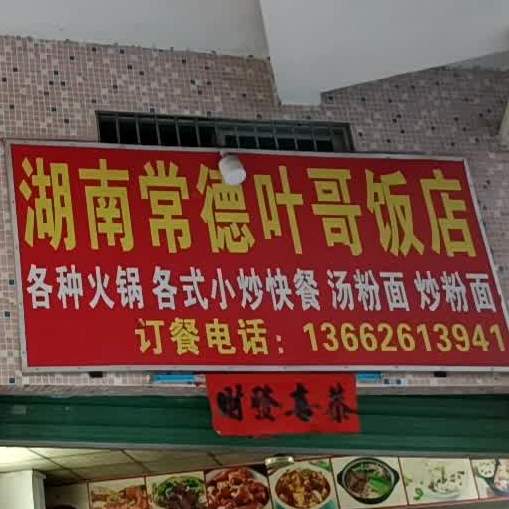 湖南常德叶哥饭店
各种火锅 各式小炒快餐 汤粉面 炒粉面
订餐电话：13662613941
恭喜發财